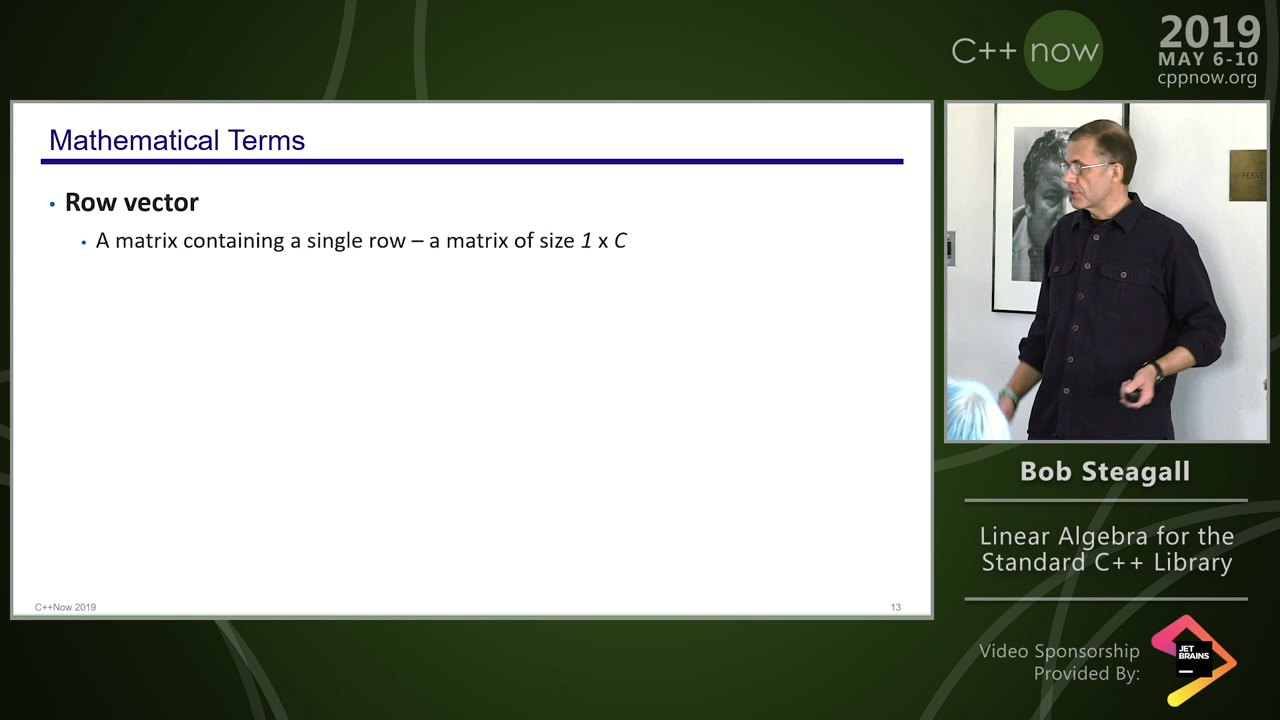 C++ now
2019
MAY 6-10
cppnow.org
Mathematical Terms
• Row vector
• A matrix containing a single row – a matrix of size 1 x C
C++Now 2019
13
Bob Steagall
Linear Algebra for the
Standard C++ Library
Video Sponsorship
Provided By:
JET
BRAINS